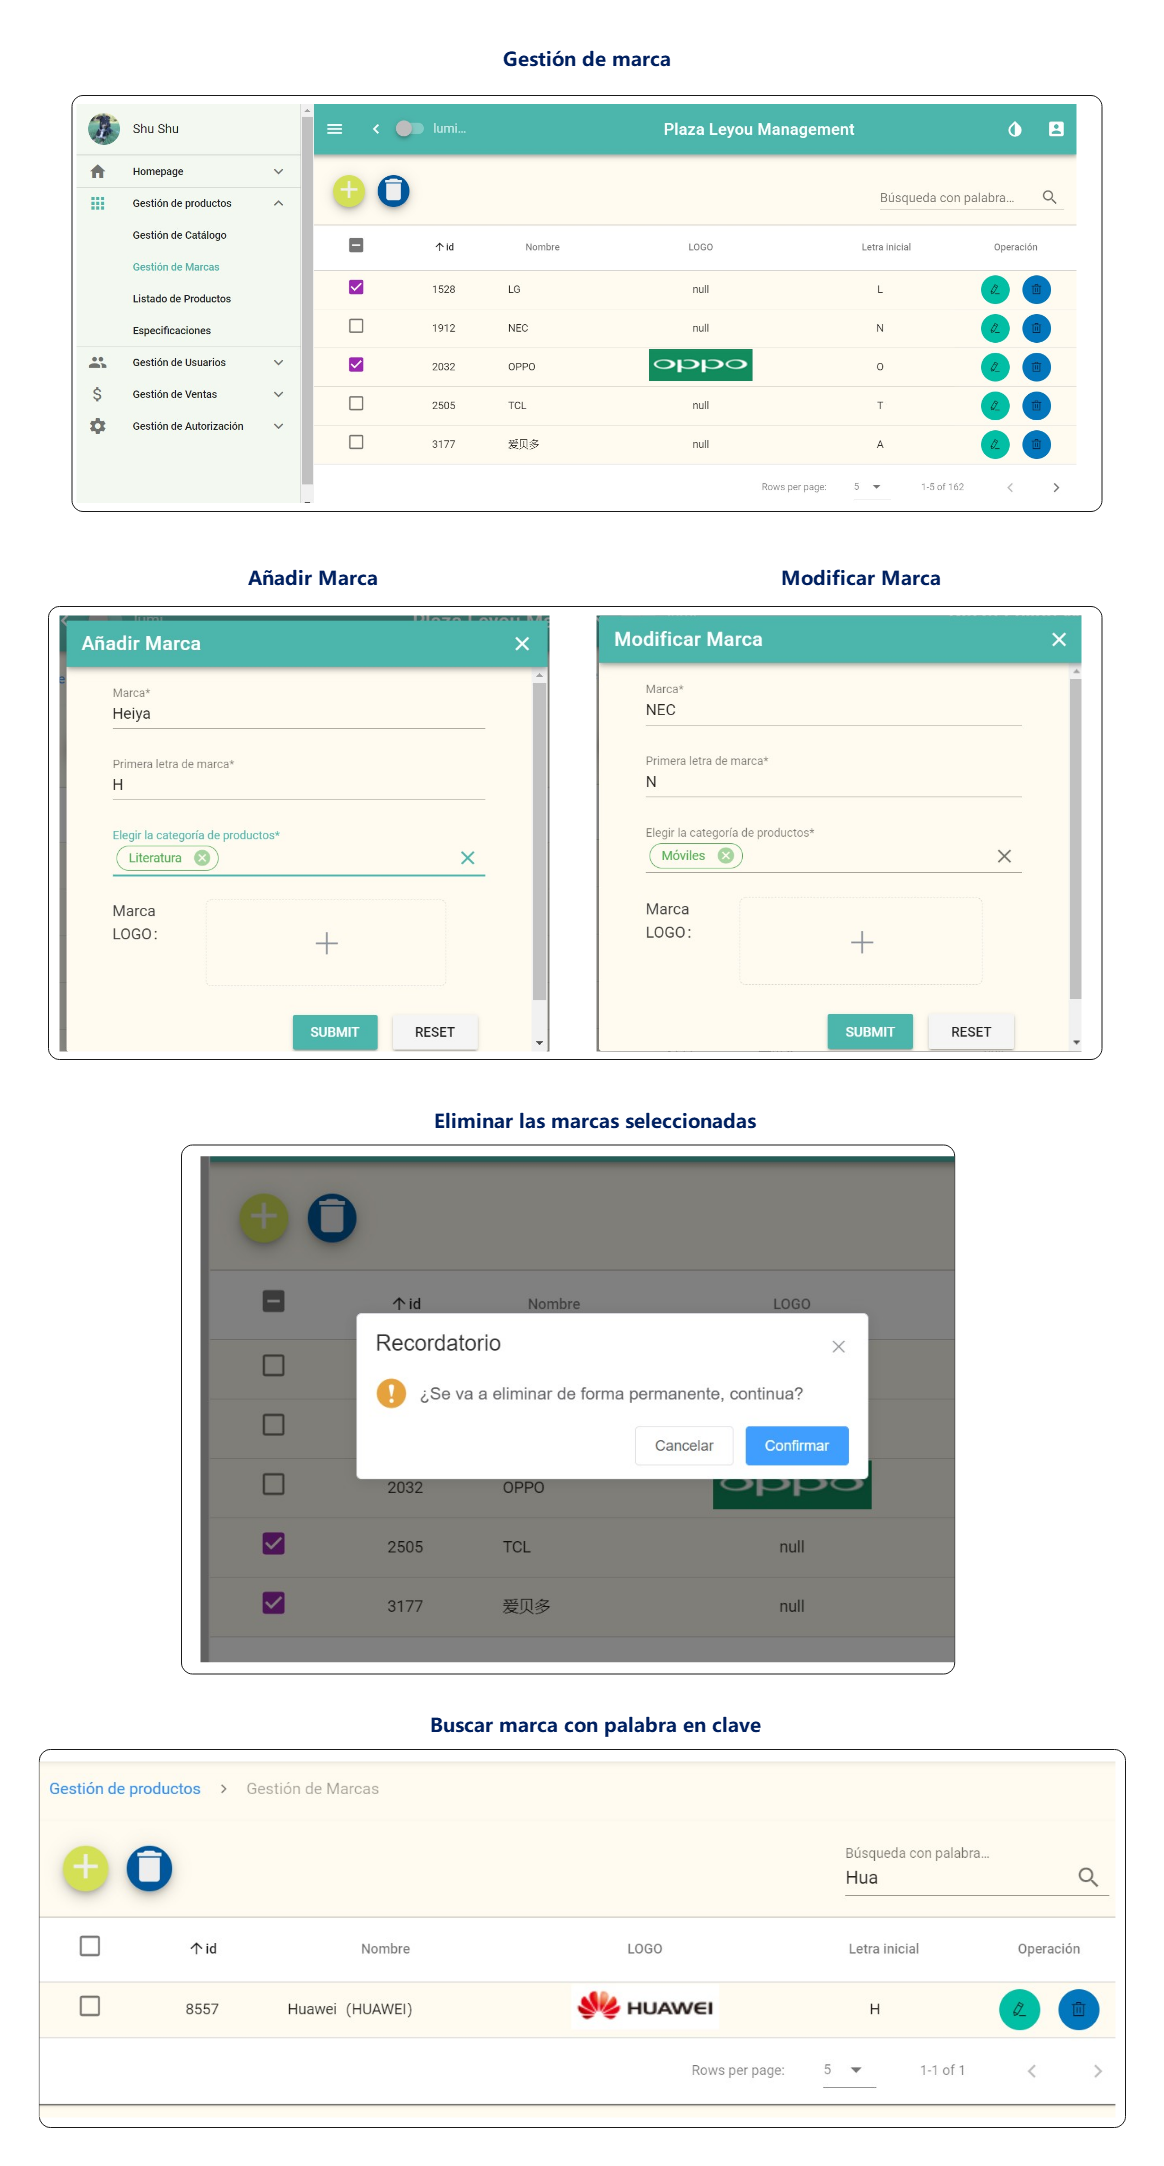 Gestión de marca
Shu Shu
lumi...
Plaza Leyou Management
Homepage
Gestión de productos
Gestión de Catálogo
Gestión de Marcas
Listado de Productos
Especificaciones
Gestión de Usuarios
Gestión de Ventas
Gestión de Autorización
Búsqueda con palabra...
id Nombre LOGO Letra inicial Operación
1528 LG null L
1912 NEC null N
2032 OPPO oppo O
2505 TCL null T
3177 爱贝多 null A
Rows per page: 5 1-5 of 162
Añadir Marca
Añadir Marca
Marca*
Heiya
Primera letra de marca*
H
Elegir la categoría de productos*
Literatura
Marca
LOGO:
SUBMIT RESET
Modificar Marca
Modificar Marca
Marca*
NEC
Primera letra de marca*
N
Elegir la categoría de productos*
Móviles
Marca
LOGO:
SUBMIT RESET
Eliminar las marcas seleccionadas
id Nombre LOGO
Recordatorio
¿Se va a eliminar de forma permanente, continua?
Cancelar Confirmar
2032 OPPO oppo
2505 TCL null
3177 爱贝多 null
Buscar marca con palabra en clave
Gestión de productos > Gestión de Marcas
Búsqueda con palabra...
Hua
id Nombre LOGO Letra inicial Operación
8557 Huawei (HUAWEI) HUAWEI H
Rows per page: 5 1-1 of 1